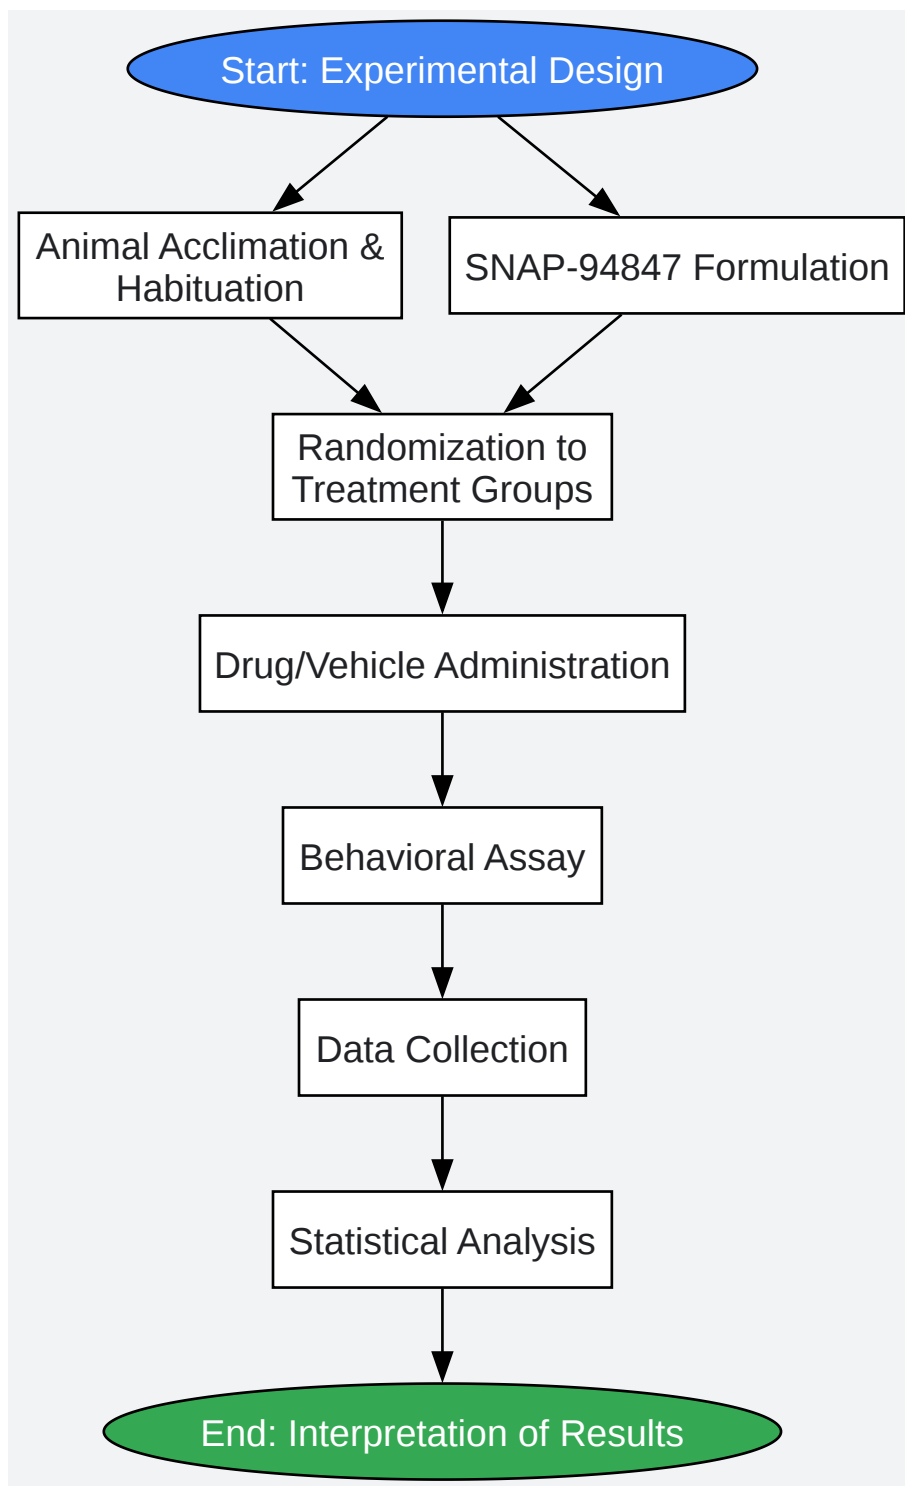 Start: Experimental Design
Animal Acclimation &
Habituation
SNAP-94847 Formulation
Randomization to
Treatment Groups
Drug/Vehicle Administration
Behavioral Assay
Data Collection
Statistical Analysis
End: Interpretation of Results